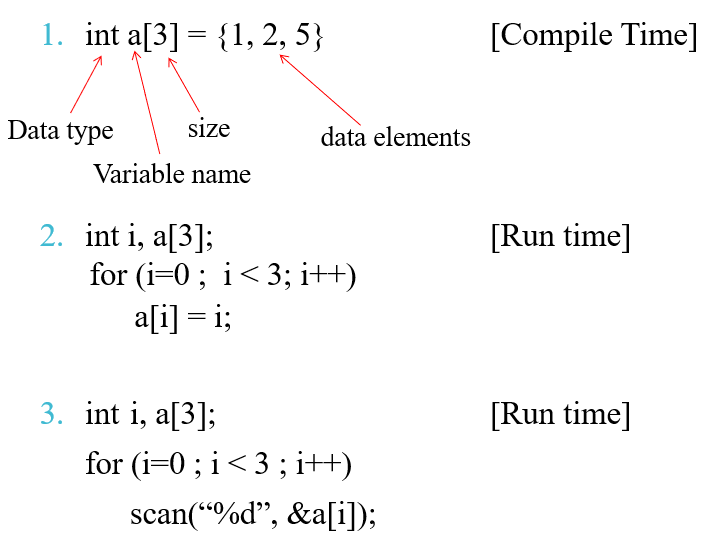 1. int a[3] = {1, 2, 5} [Compile Time]
Data type
size
data elements
Variable name
2. int i, a[3]; [Run time]
for (i=0 ; i < 3; i++)
a[i] = i;
3. int i, a[3]; [Run time]
for (i=0 ; i < 3 ; i++)
scan(“%d”, &a[i]);